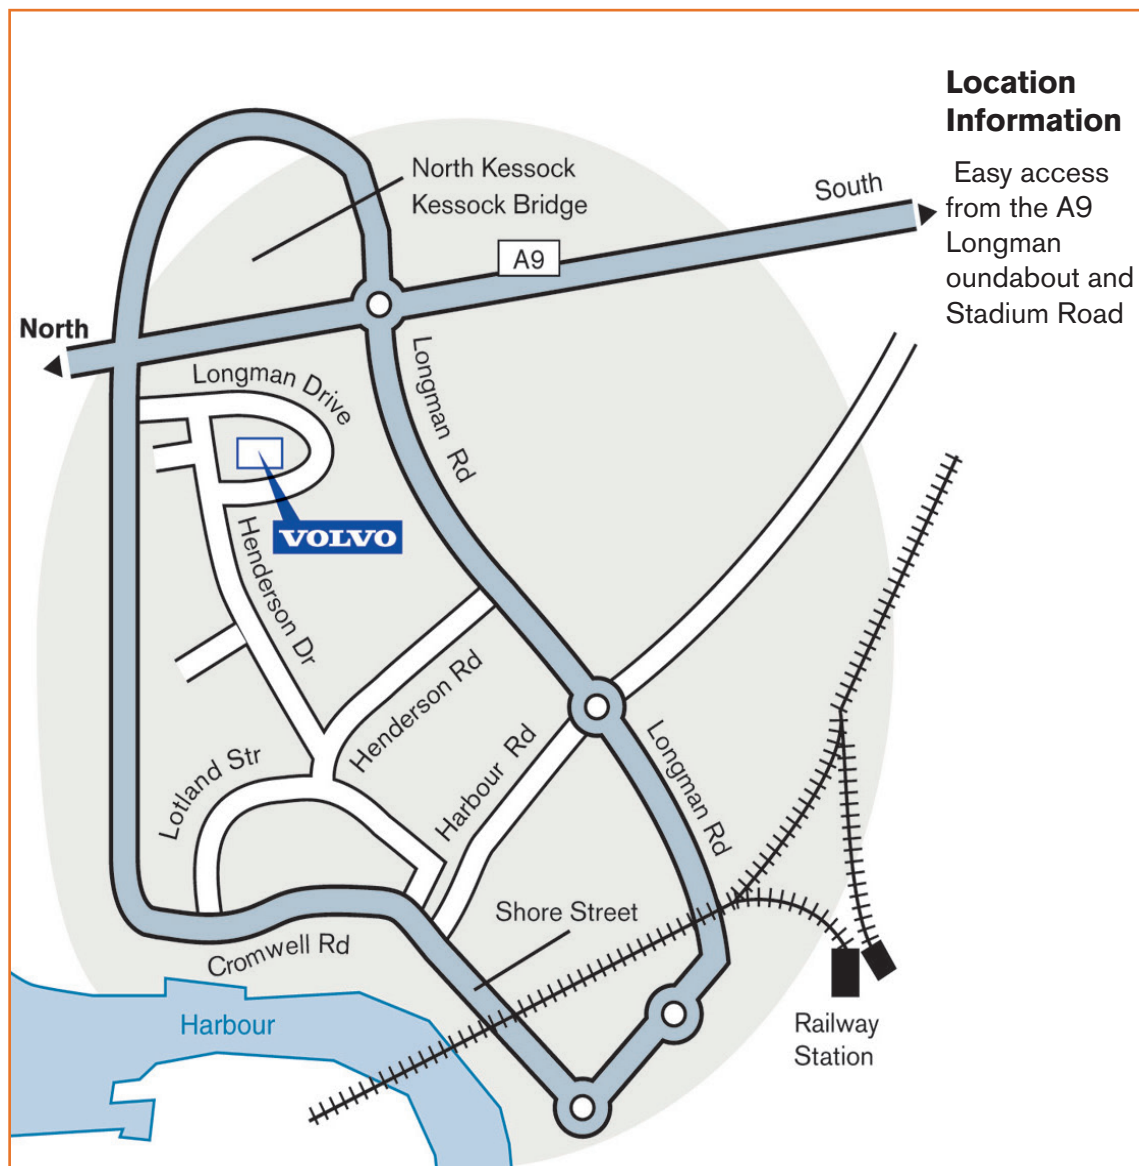 Location
Information
Easy access
from the A9
Longman
oundabout and
Stadium Road
North Kessock
Kessock Bridge
South
A9
North
Longman Drive
Longman Rd
VOLVO
Henderson Dr
Henderson Rd
Harbour Rd
Longman Rd
Lotland Str
Shore Street
Cromwell Rd
Harbour
Railway
Station